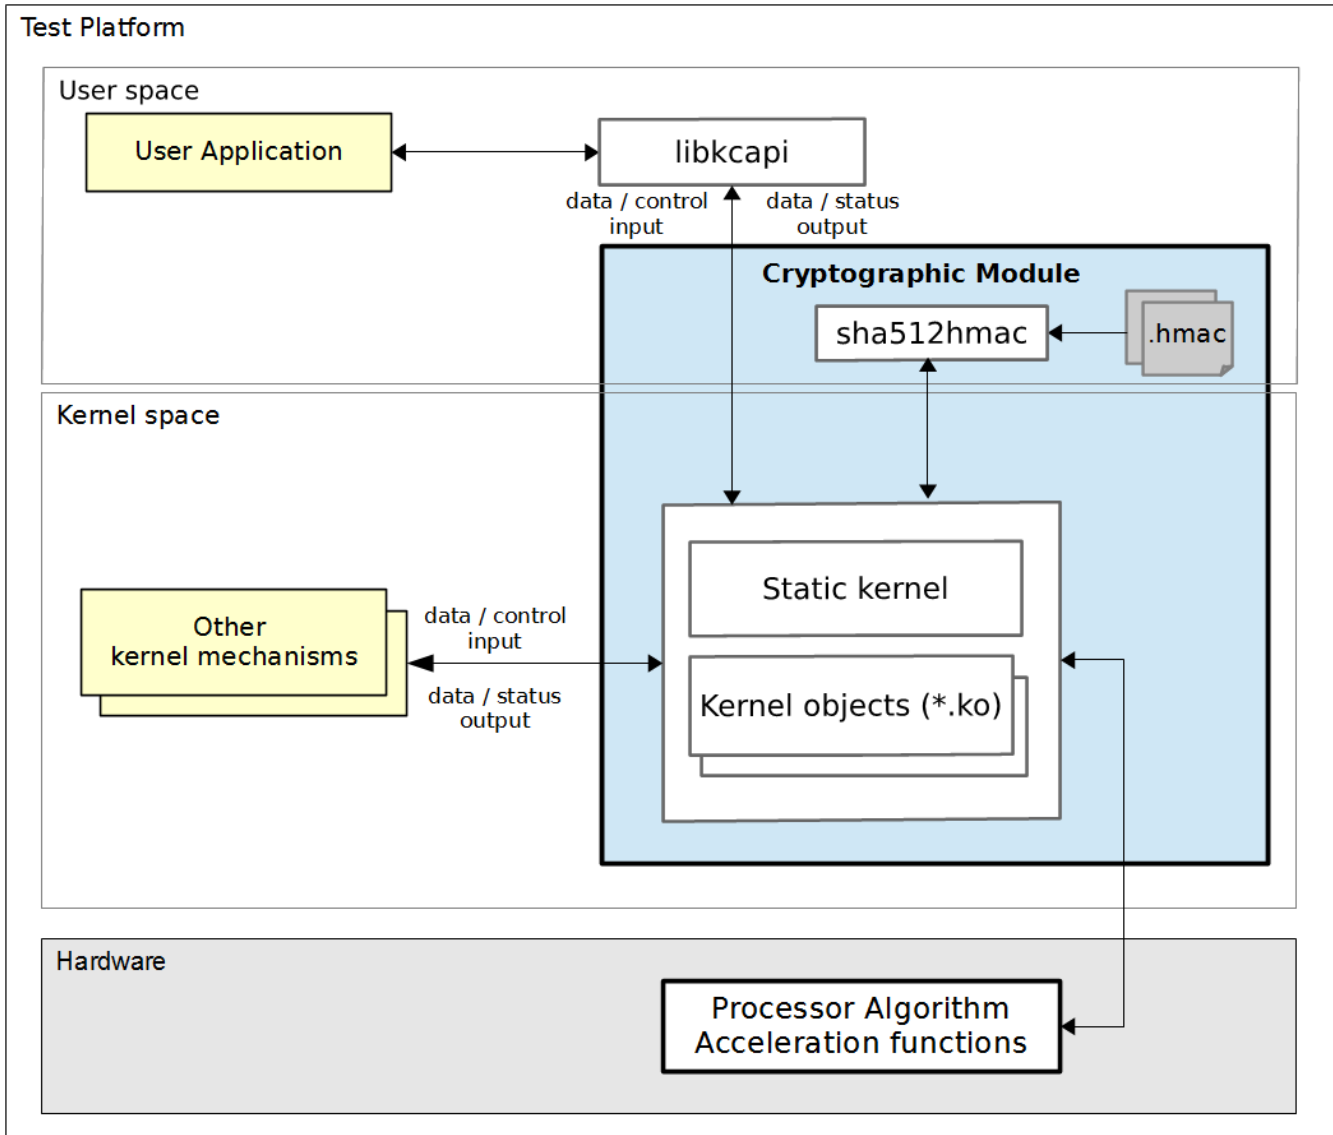 Test Platform
User space
User Application
libkcapi
data / control
input
data / status
output
Cryptographic Module
sha512hmac
.hmac
Kernel space
Static kernel
Other
kernel mechanisms
data / control
input
data / status
output
Kernel objects (*.ko)
Hardware
Processor Algorithm
Acceleration functions